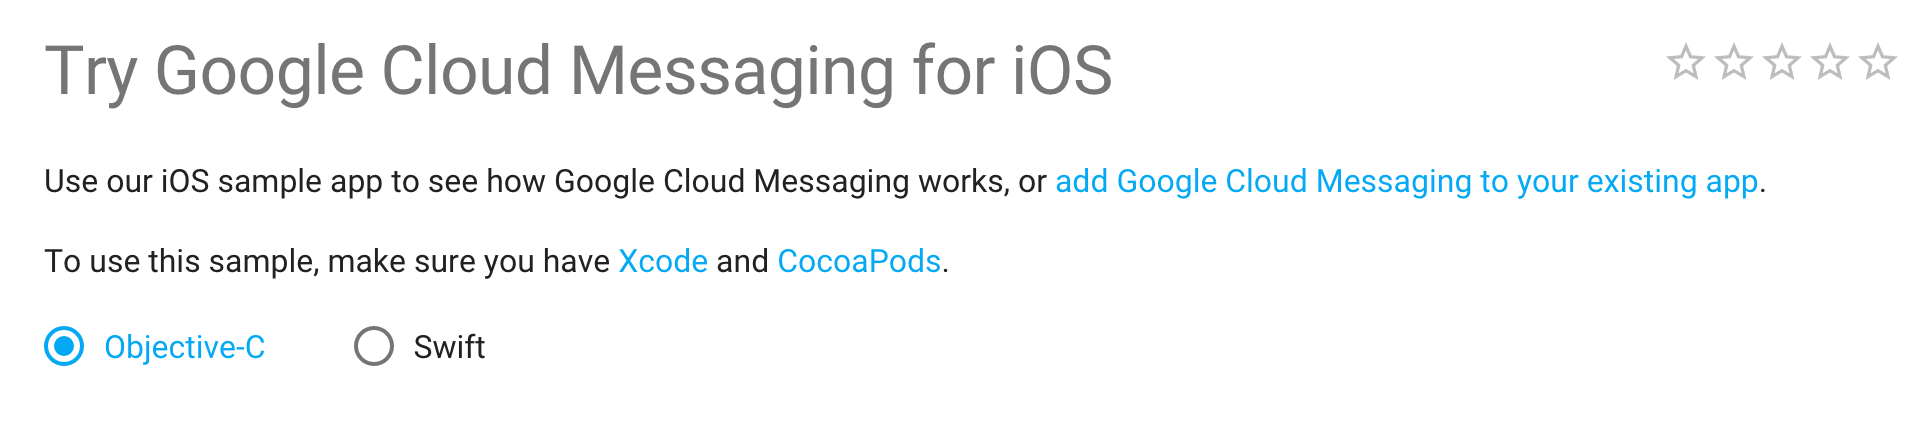 Try Google Cloud Messaging for iOS
Use our iOS sample app to see how Google Cloud Messaging works, or add Google Cloud Messaging to your existing app.
To use this sample, make sure you have Xcode and CocoaPods.
Objective-C Swift